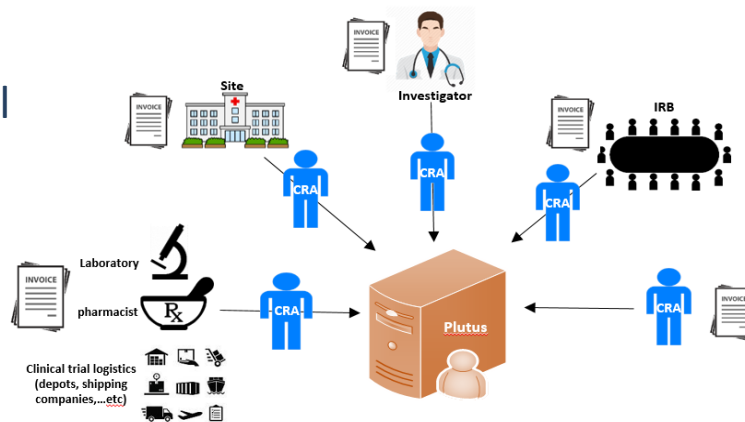 INVOICE
Investigator
Site
INVOICE
INVOICE
IRB
CRA
CRA
CRA
Laboratory
INVOICE
pharmacist
Rx
CRA
Plutus
CRA
INVOICE
Clinical trial logistics
(depots, shipping
companies,...etc)